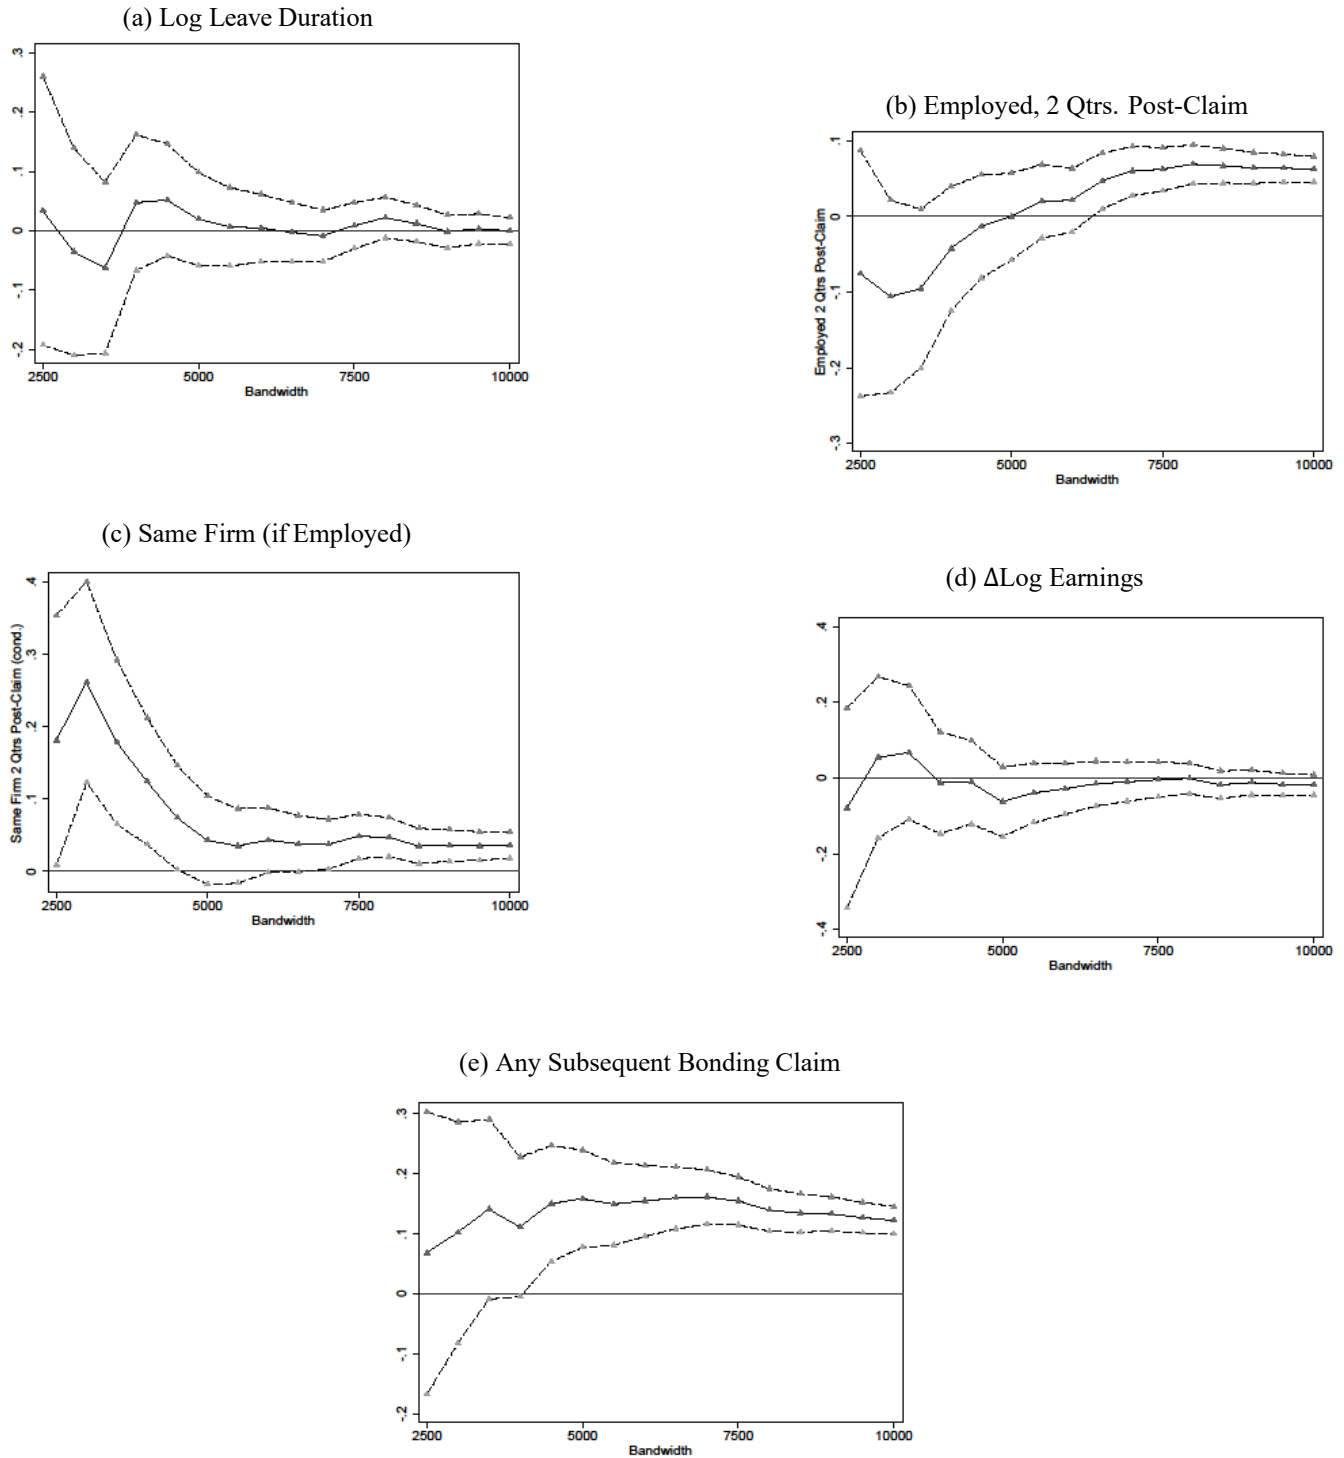 (a) Log Leave Duration
.3
.2
.1
0
-.1
-.2
2500 5000 7500 10000
Bandwidth
(b) Employed, 2 Qtrs. Post-Claim
Employed 2 Qtrs Post-Claim
.1
0
-.1
-.2
-.3
2500 5000 7500 10000
Bandwidth
(c) Same Firm (if Employed)
Same Firm 2 Qtrs Post-Claim (cond.)
.4
.3
.2
.1
0
2500 5000 7500 10000
Bandwidth
(d) ΔLog Earnings
.4
.2
0
-.2
-.4
2500 5000 7500 10000
Bandwidth
(e) Any Subsequent Bonding Claim
.3
.2
.1
0
-.1
-.2
2500 5000 7500 10000
Bandwidth